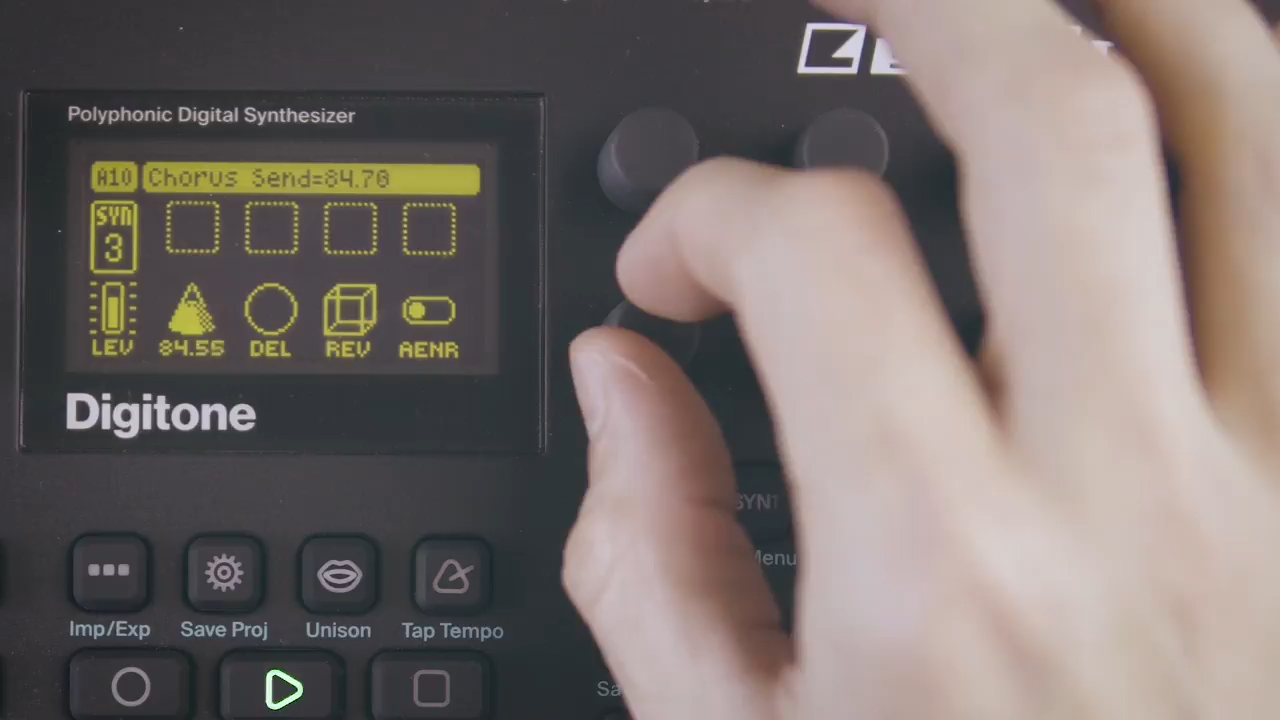 Polyphonic Digital Synthesizer
A10 Chorus Send=84.70
SYN
3
LEV 84.55 DEL REV AENR
Digitone
Imp/Exp Save Proj Unison Tap Tempo